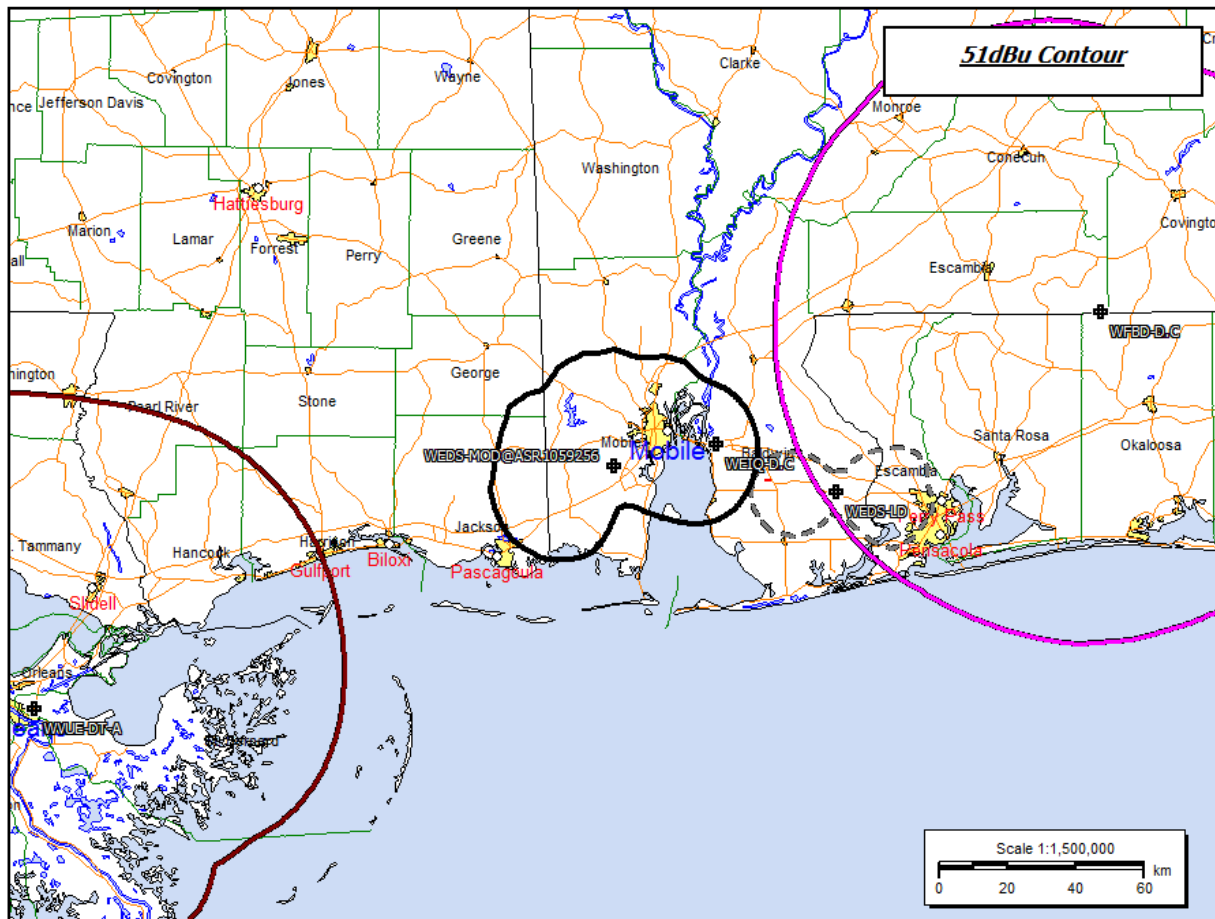 51dBu Contour
Clarke
Covington
Jones
Wayne
Jefferson Davis
Monroe
Conecuh
Washington
Hattiesburg
Covington
Marion
Lamar
Forrest
Perry
Greene
Escambia
WFBD-D.C
George
Stone
Pearl River
Santa Rosa
Okaloosa
Mobile
Mobile
Baldwin
WEDS-MOD@ASR1059256
WEIQ-D.C
Escambia
WEDS-LD
Pensacola
Jackson
Harrison
Hancock
. Tammany
Biloxi
Gulfport
Pascagoula
Slidell
Orleans
WVUE-DT-A
Scale 1:1,500,000
km
0 20 40 60